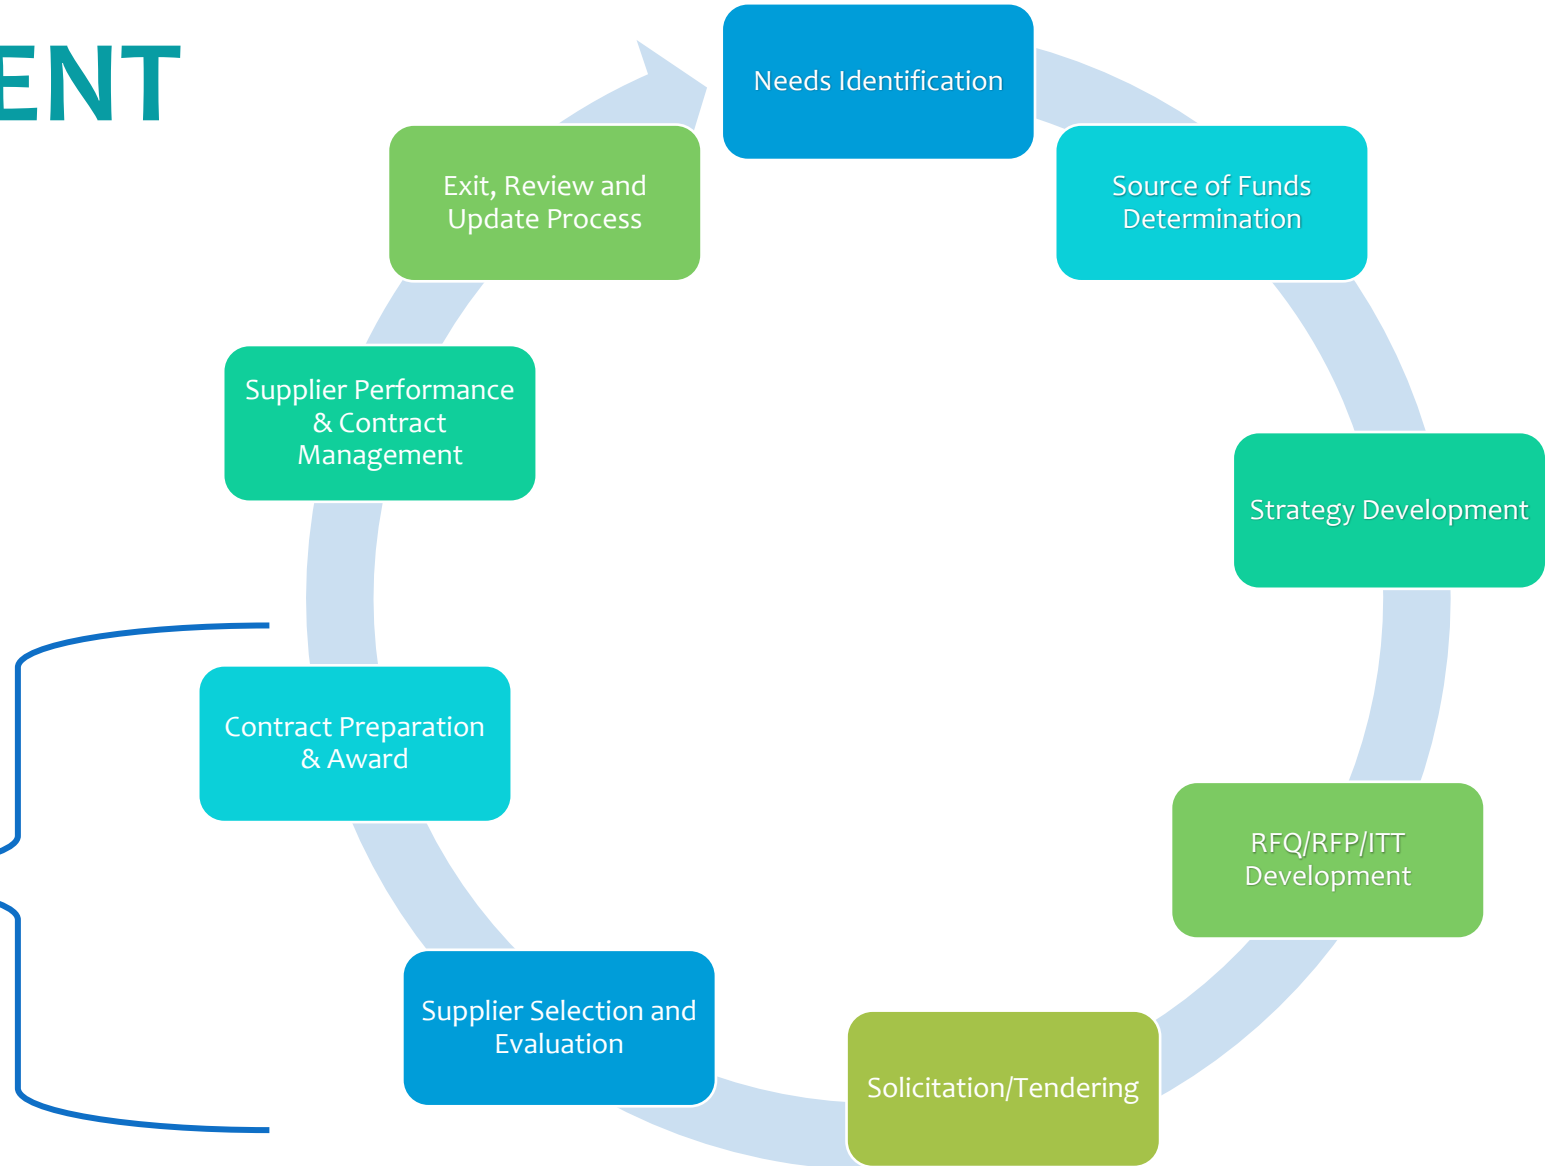 ENT
Needs Identification
Source of Funds
Determination
Strategy Development
RFQ/RFP/ITT
Development
Solicitation/Tendering
Supplier Selection and
Evaluation
Contract Preparation
& Award
Supplier Performance
& Contract
Management
Exit, Review and
Update Process